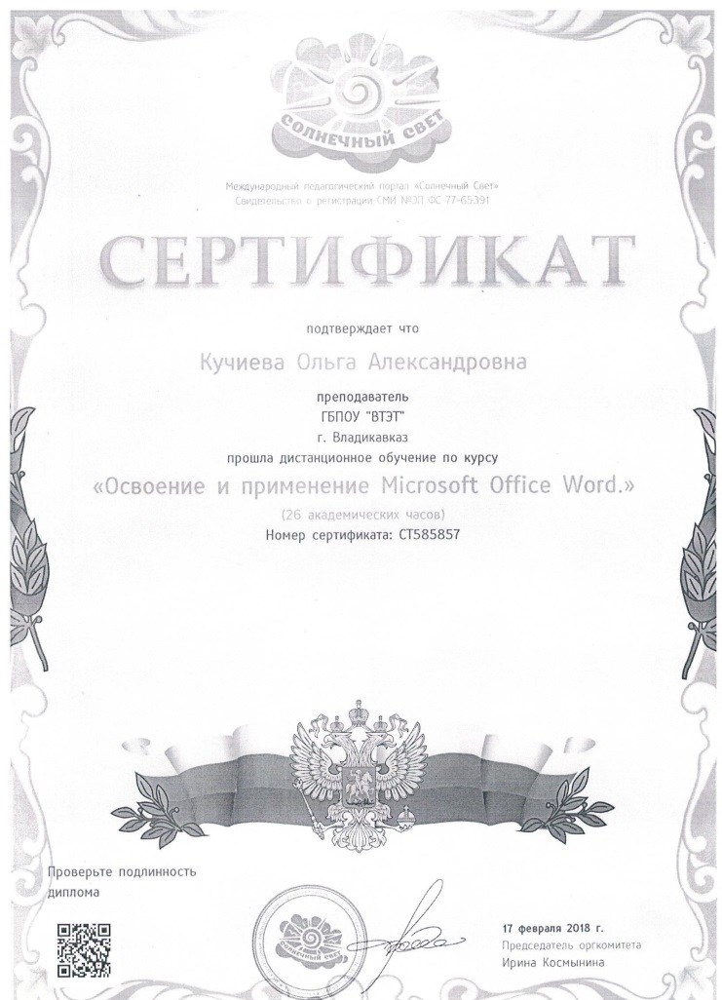 СОЛНЕЧНЫЙ СВЕТ
Международный педагогический портал «Солнечный Свет»
Свидетельство о регистрации СМИ №ЭЛ ФС 77-65391
СЕРТИФИКАТ
подтверждает что
Кучиева Ольга Александровна
преподаватель
ГБПОУ "ВТЭТ"
г. Владикавказ
прошла дистанционное обучение по курсу
«Освоение и применение Microsoft Office Word.»
(26 академических часов)
Номер сертификата: СТ585857
Проверьте подлинность
диплома
СОЛНЕЧНЫЙ СВЕТ
17 февраля 2018 г.
Председатель оргкомитета
Ирина Космынина